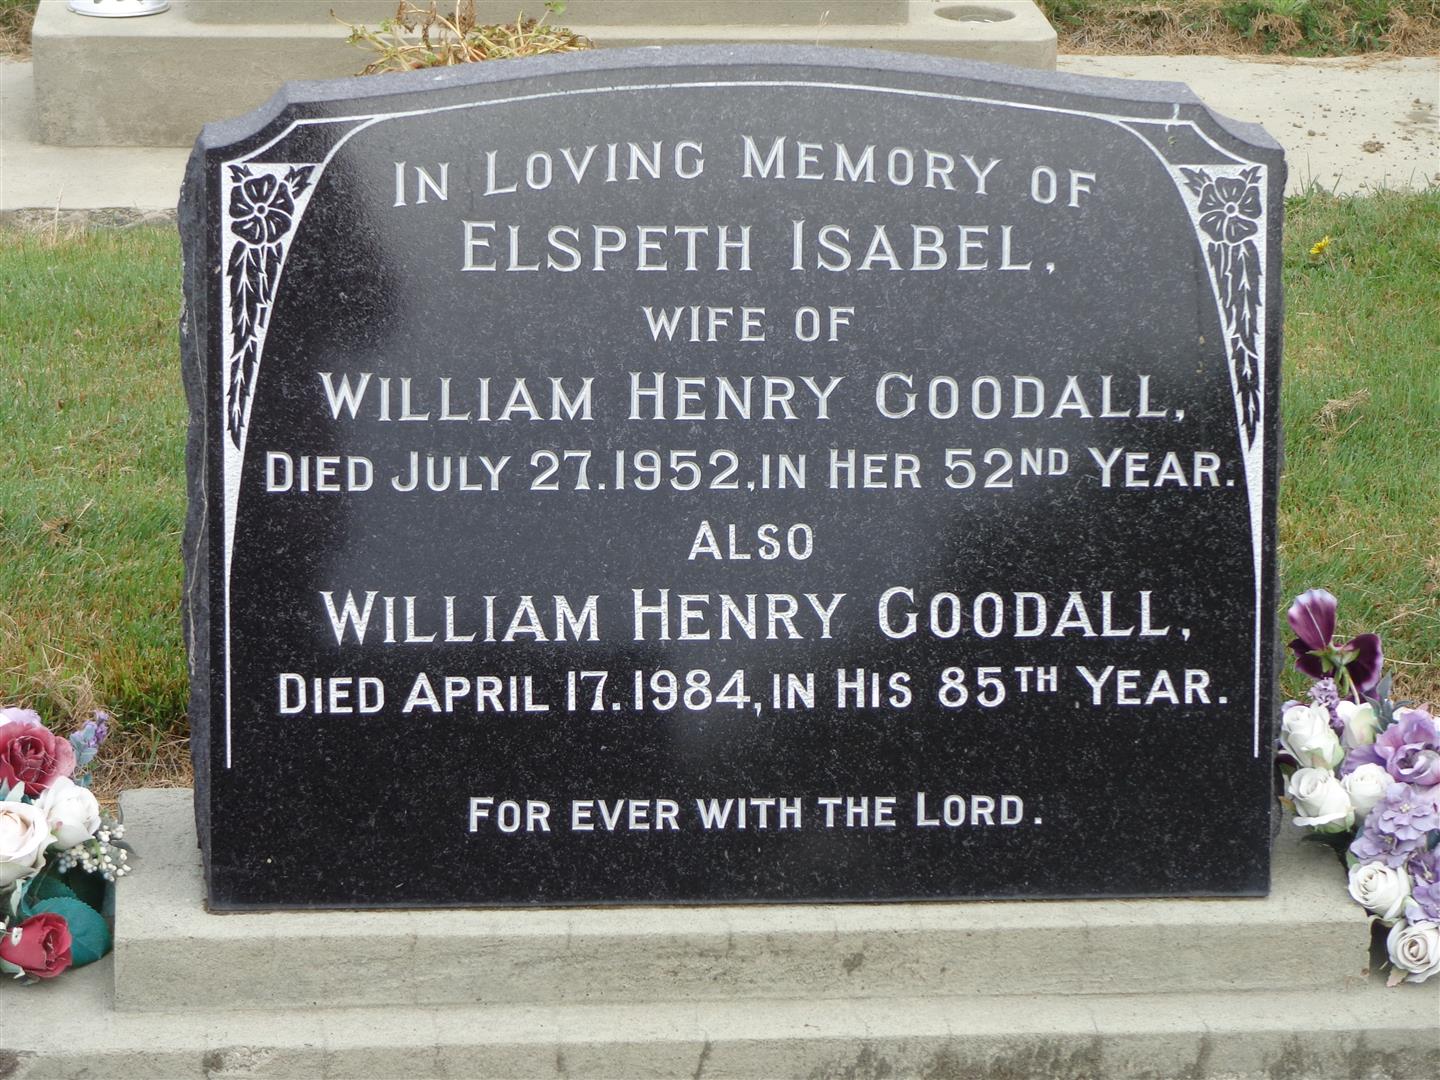 IN LOVING MEMORY OF
ELSPETH ISABEL,
WIFE OF
WILLIAM HENRY GOODALL,
DIED JULY 27.1952, IN HER 52ND YEAR.
ALSO
WILLIAM HENRY GOODALL,
DIED APRIL 17.1984, IN HIS 85TH YEAR.
FOR EVER WITH THE LORD.